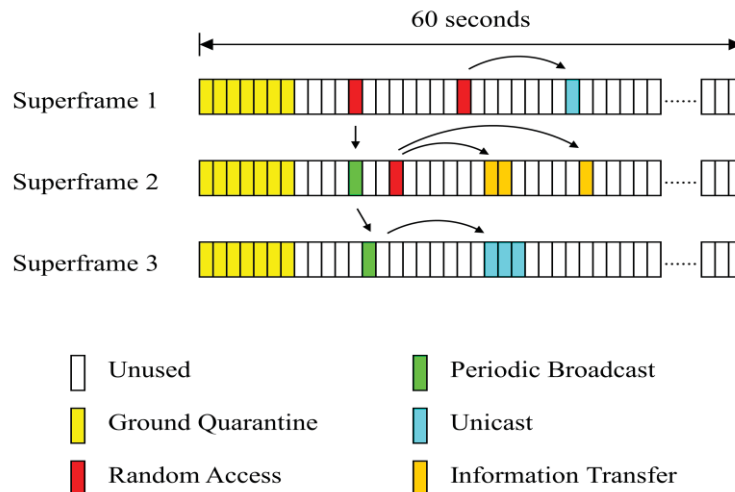 60 seconds
Superframe 1
Superframe 2
Superframe 3
Unused
Periodic Broadcast
Ground Quarantine
Unicast
Random Access
Information Transfer